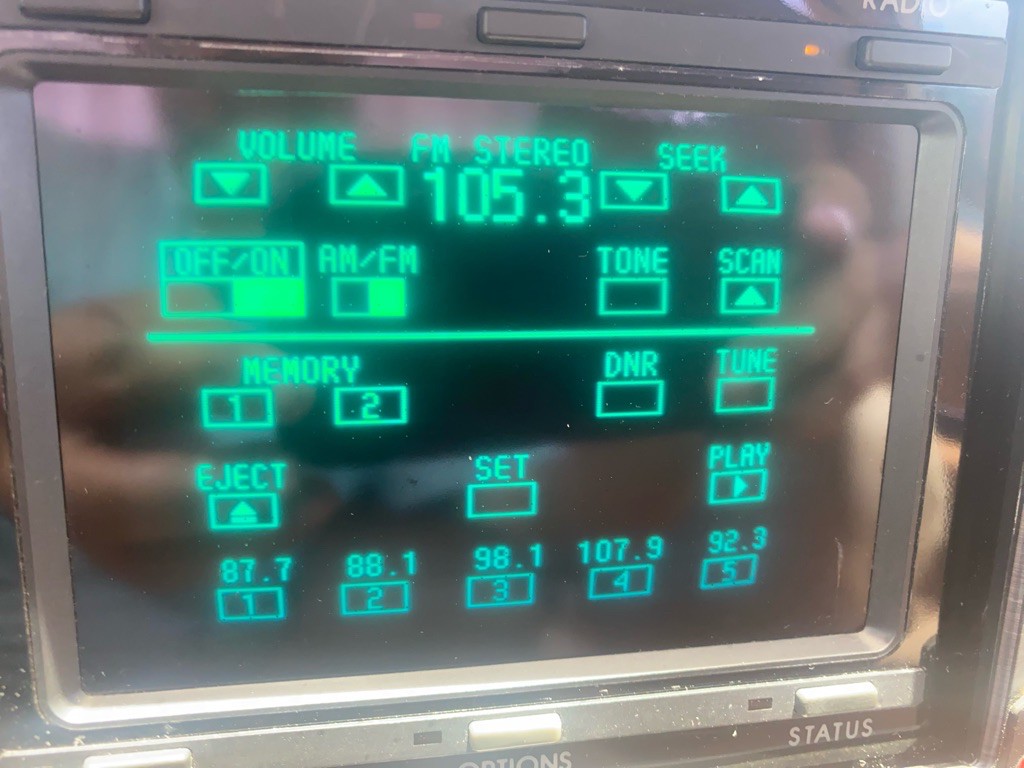 RADIO
VOLUME FM STEREO SEEK
105.3
OFF/ON AM/FM TONE SCAN
MEMORY DNR TUNE
1 2
EJECT SET PLAY
87.7 88.1 98.1 107.9 92.3
1 2 3 4 5
STATUS
OPTIONS